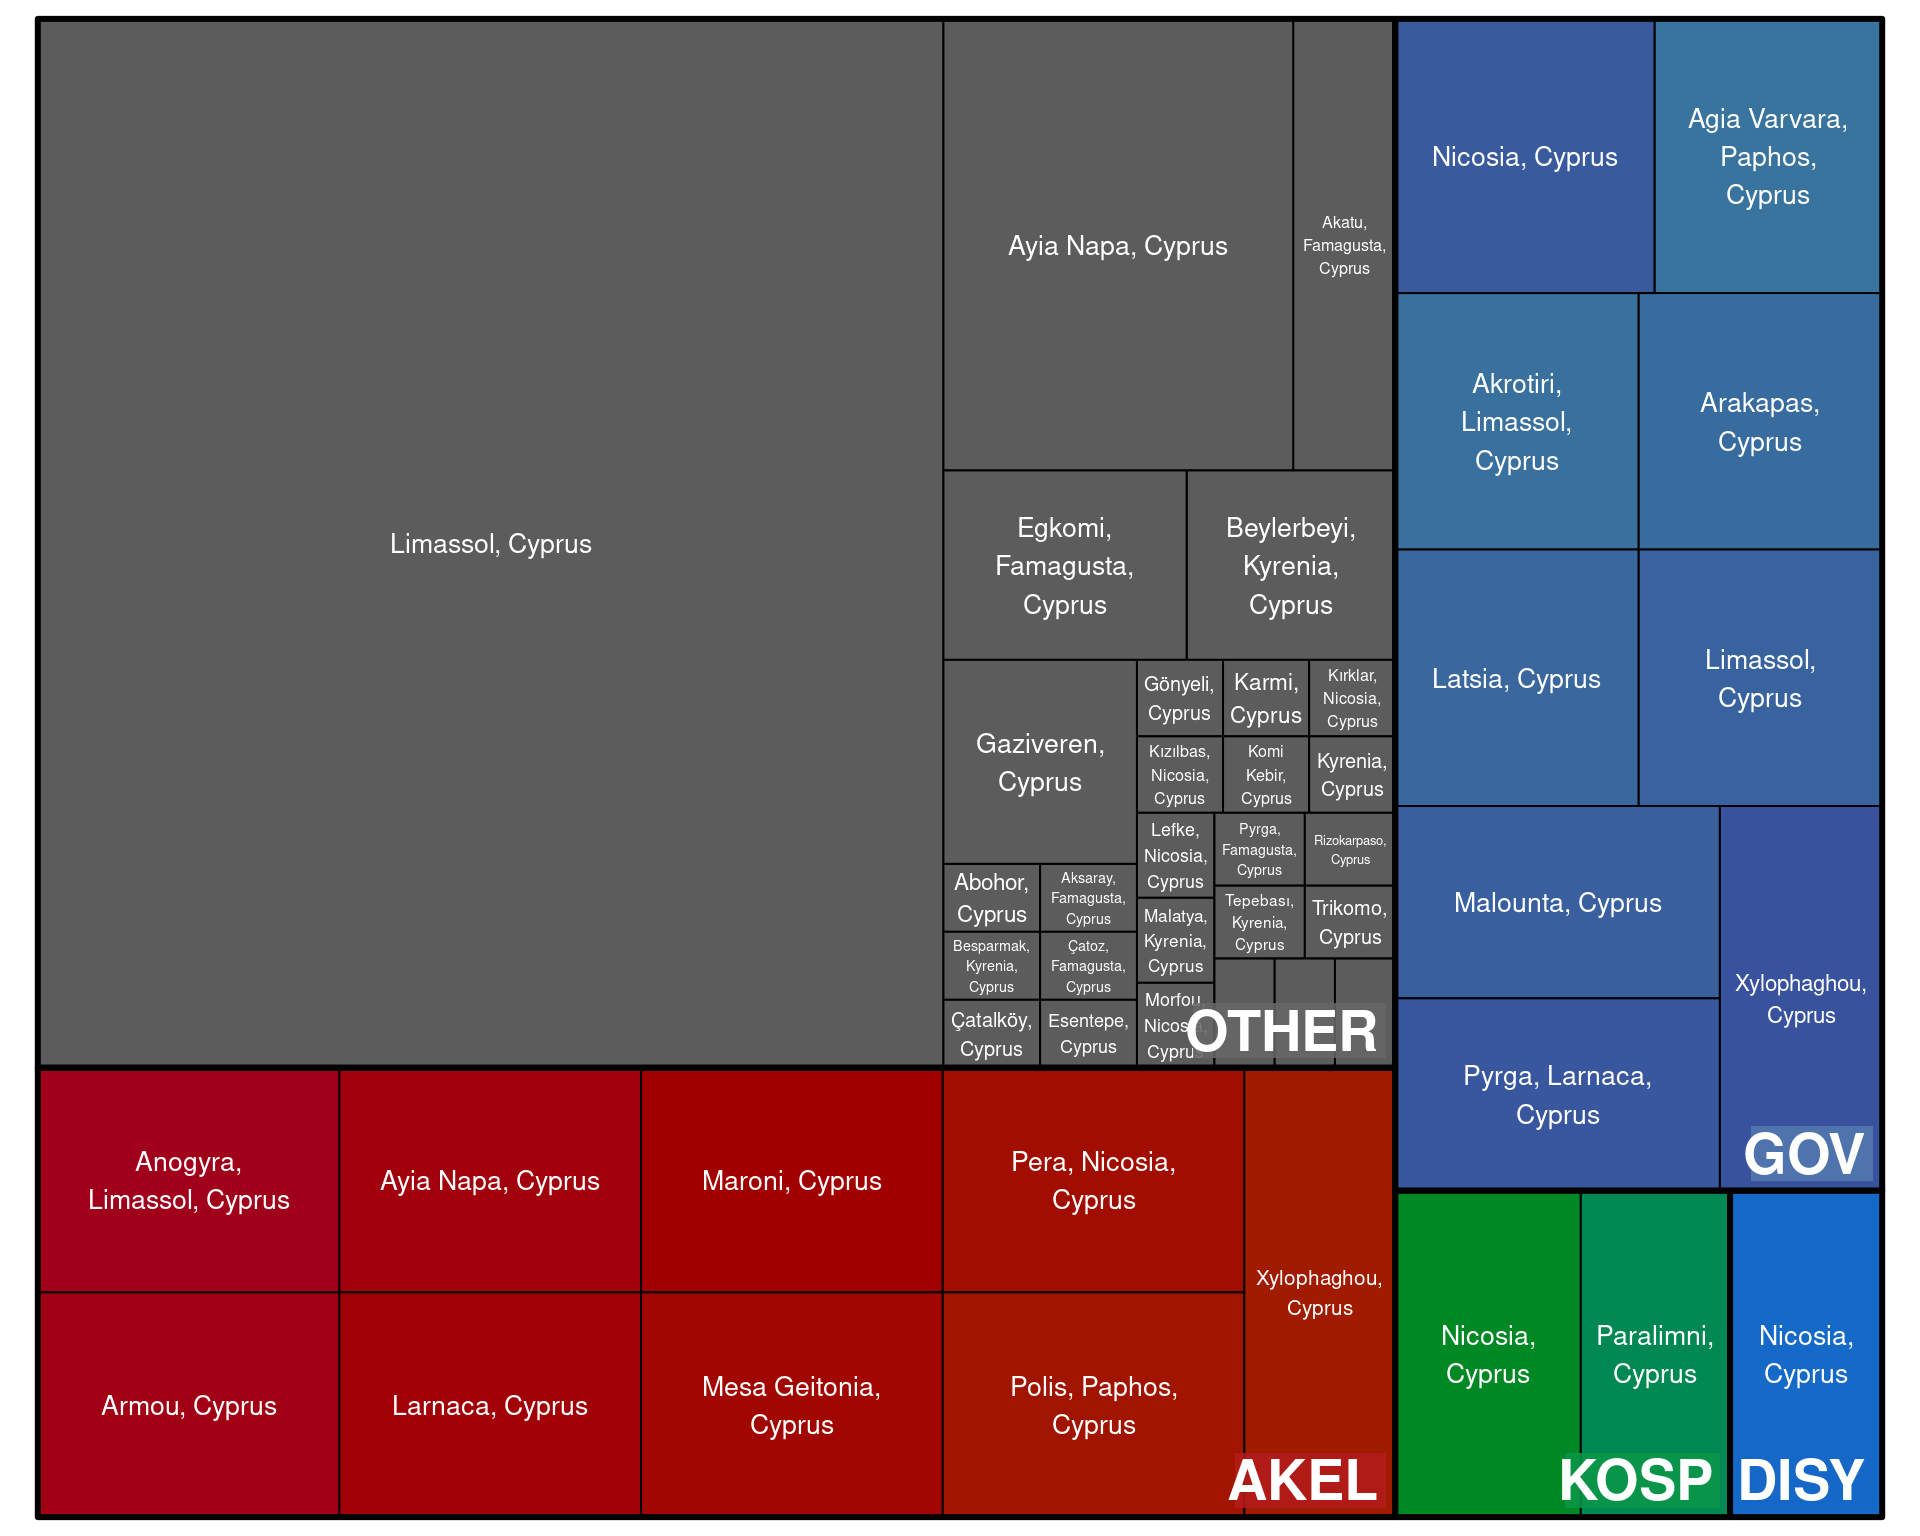 Limassol, Cyprus
Ayia Napa, Cyprus
Akatu,
Famagusta,
Cyprus
Egkomi,
Famagusta,
Cyprus
Beylerbeyi,
Kyrenia,
Cyprus
Gaziveren,
Cyprus
Gönyeli,
Cyprus
Karmi,
Cyprus
Kırklar,
Nicosia,
Cyprus
Kızılbas,
Nicosia,
Cyprus
Komi
Kebir,
Cyprus
Kyrenia,
Cyprus
Abohor,
Cyprus
Aksaray,
Famagusta,
Cyprus
Besparmak,
Kyrenia,
Cyprus
Çatoz,
Famagusta,
Cyprus
Çatalköy,
Cyprus
Esentepe,
Cyprus
Lefke,
Nicosia,
Cyprus
Malatya,
Kyrenia,
Cyprus
Morfou,
Nicosia,
Cyprus
Pyrga,
Famagusta,
Cyprus
Rizokarpaso,
Cyprus
Tepebası,
Kyrenia,
Cyprus
Trikomo,
Cyprus
OTHER
Anogyra,
Limassol, Cyprus
Ayia Napa, Cyprus
Maroni, Cyprus
Pera, Nicosia,
Cyprus
Armou, Cyprus
Larnaca, Cyprus
Mesa Geitonia,
Cyprus
Polis, Paphos,
Cyprus
Xylophaghou,
Cyprus
AKEL
Nicosia, Cyprus
Agia Varvara,
Paphos,
Cyprus
Akrotiri,
Limassol,
Cyprus
Arakapas,
Cyprus
Latsia, Cyprus
Limassol,
Cyprus
Malounta, Cyprus
Pyrga, Larnaca,
Cyprus
Xylophaghou,
Cyprus
GOV
Nicosia,
Cyprus
Paralimni,
Cyprus
KOSP
Nicosia,
Cyprus
DISY